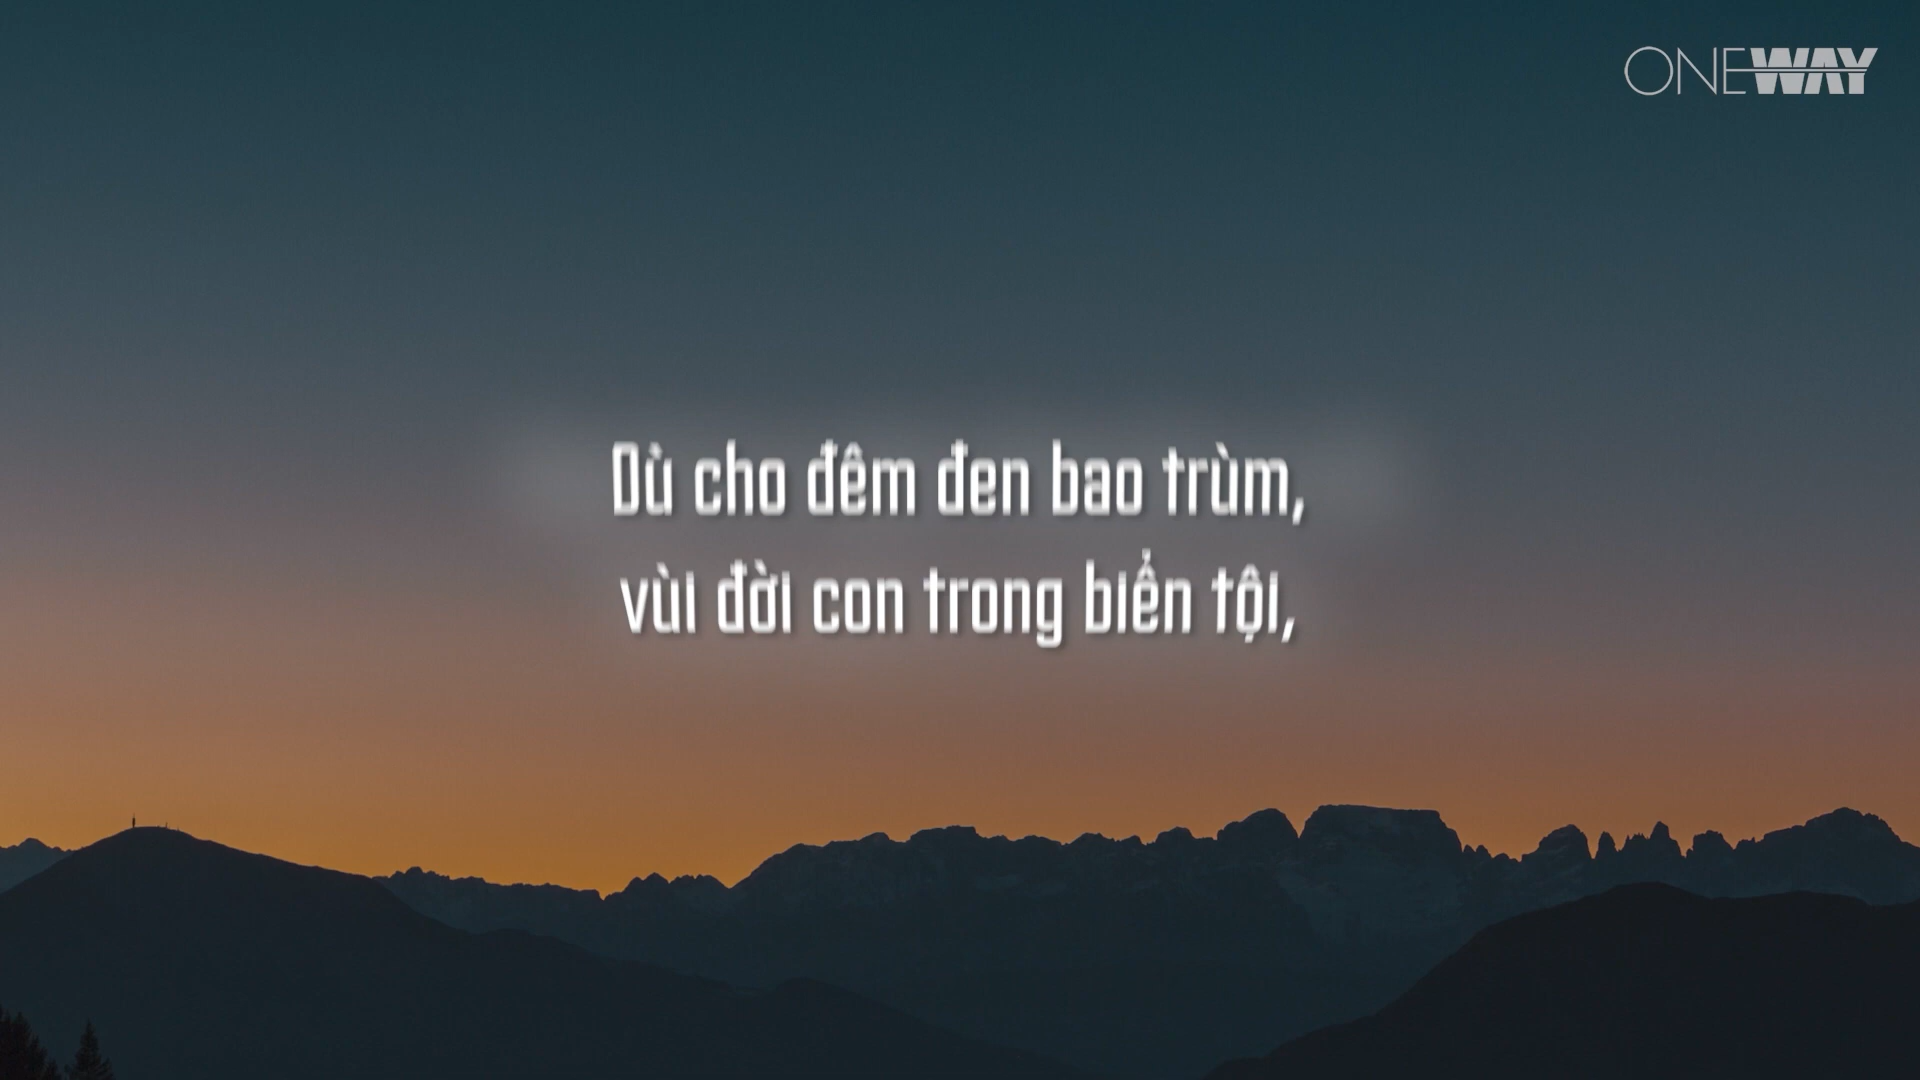 ONEWAY
Dù cho đêm đen bao trùm,
vùi đời con trong biển tội,